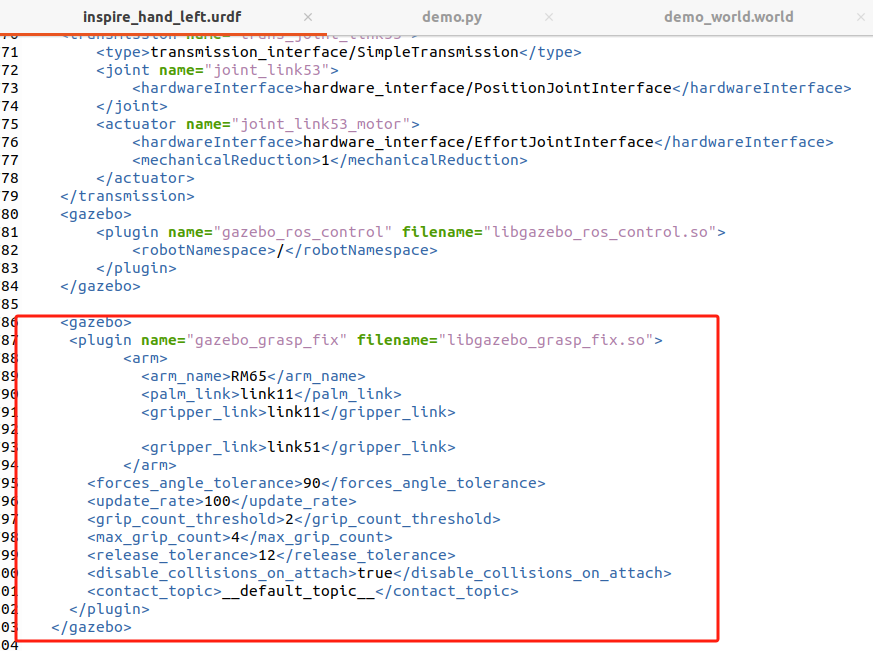 inspire_hand_left.urdf × demo.py × demo_world.world ×
70 <transmission name="trans_joint_link53">
71 <type>transmission_interface/SimpleTransmission</type>
72 <joint name="joint_link53">
73 <hardwareInterface>hardware_interface/PositionJointInterface</hardwareInterface>
74 </joint>
75 <actuator name="joint_link53_motor">
76 <hardwareInterface>hardware_interface/EffortJointInterface</hardwareInterface>
77 <mechanicalReduction>1</mechanicalReduction>
78 </actuator>
79 </transmission>
80 <gazebo>
81 <plugin name="gazebo_ros_control" filename="libgazebo_ros_control.so">
82 <robotNamespace>/</robotNamespace>
83 </plugin>
84 </gazebo>
85
86 <gazebo>
87 <plugin name="gazebo_grasp_fix" filename="libgazebo_grasp_fix.so">
88 <arm>
89 <arm_name>RM65</arm_name>
90 <palm_link>link11</palm_link>
91 <gripper_link>link11</gripper_link>
92
93 <gripper_link>link51</gripper_link>
94 </arm>
95 <forces_angle_tolerance>90</forces_angle_tolerance>
96 <update_rate>100</update_rate>
97 <grip_count_threshold>2</grip_count_threshold>
98 <max_grip_count>4</max_grip_count>
99 <release_tolerance>12</release_tolerance>
00 <disable_collisions_on_attach>true</disable_collisions_on_attach>
01 <contact_topic>__default_topic__</contact_topic>
02 </plugin>
03 </gazebo>
04